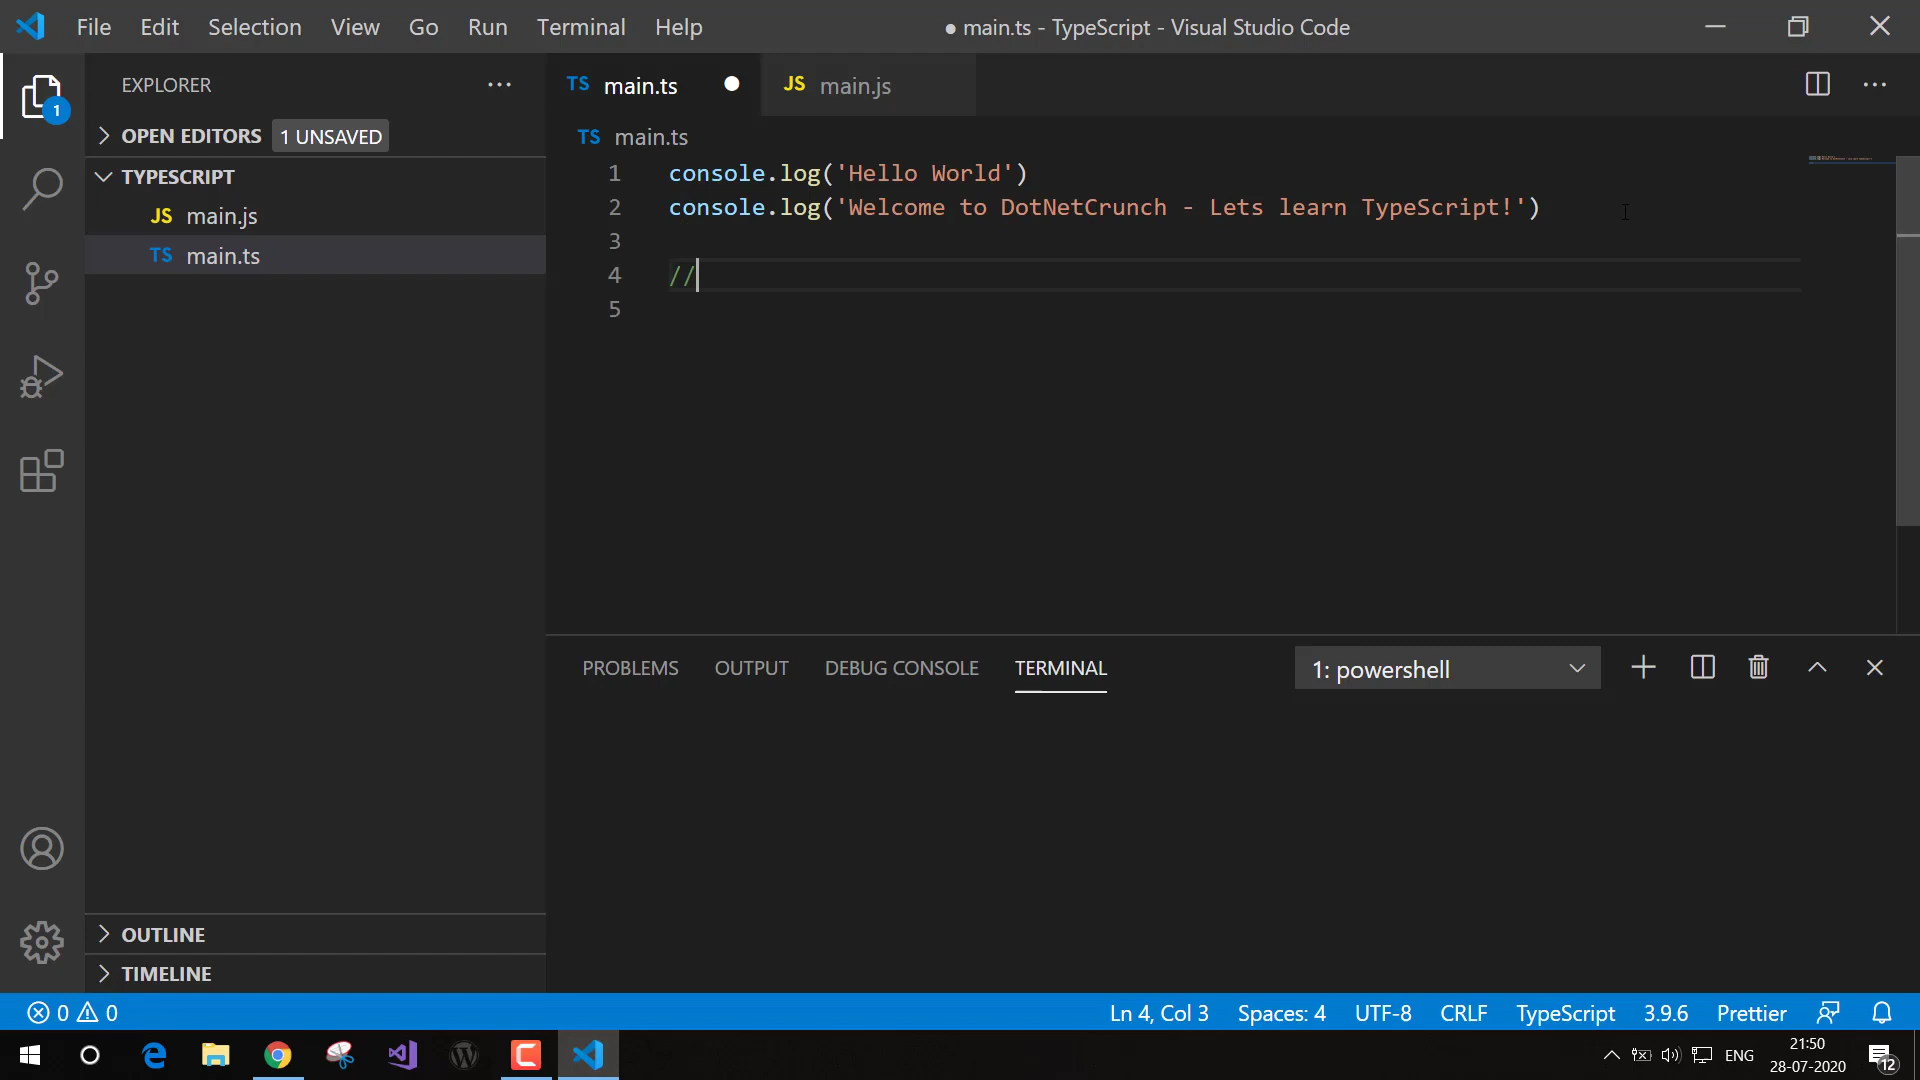 File Edit Selection View Go Run Terminal Help ● main.ts - TypeScript - Visual Studio Code
EXPLORER ···
TS main.ts ● JS main.js ···
1
OPEN EDITORS 1 UNSAVED
TS main.ts
TYPESCRIPT
JS main.js
TS main.ts
1 console.log('Hello World')
2 console.log('Welcome to DotNetCrunch - Lets learn TypeScript!')
3
4 //
5
PROBLEMS OUTPUT DEBUG CONSOLE TERMINAL 1: powershell
OUTLINE
TIMELINE
0 0 Ln 4, Col 3 Spaces: 4 UTF-8 CRLF TypeScript 3.9.6 Prettier
ENG 21:50
28-07-2020 12